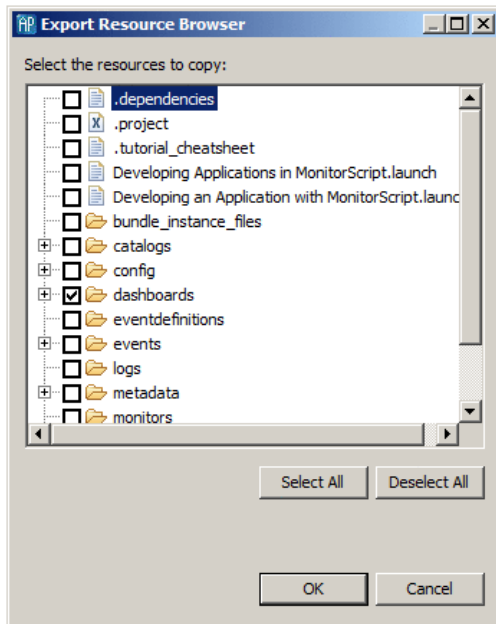 AP Export Resource Browser
Select the resources to copy:
.dependencies
X .project
.tutorial_cheatsheet
Developing Applications in MonitorScript.launch
Developing an Application with MonitorScript.launc
bundle_instance_files
catalogs
config
dashboards
eventdefinitions
events
logs
metadata
monitors
Select All Deselect All
OK Cancel